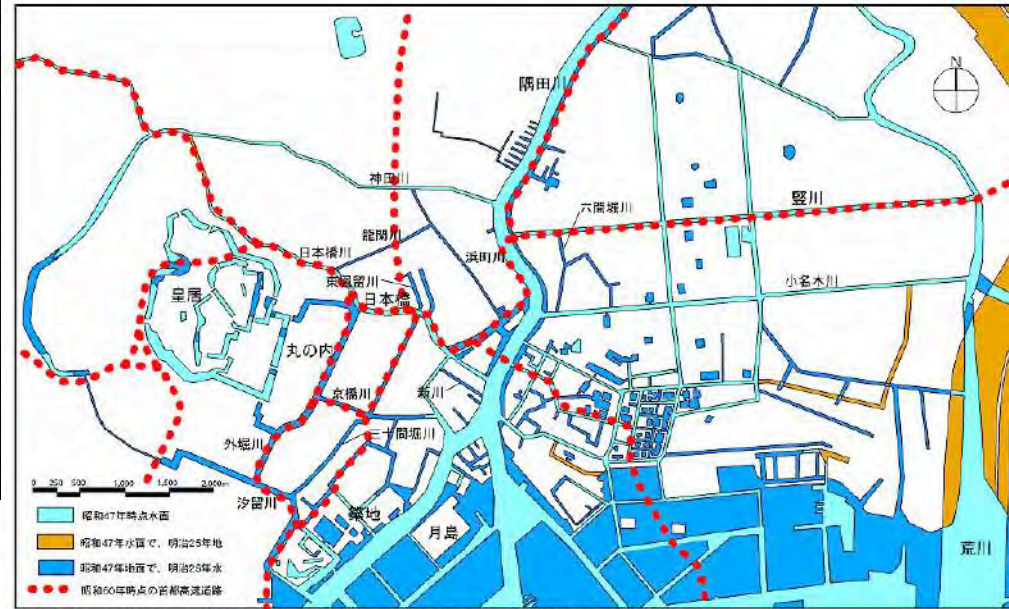 N
隅田川
神田川
六間堀川
竪川
龍閑川
浜町川
日本橋川
東堀留川
日本橋
小名木川
皇居
丸の内
京橋川
新川
三十間堀川
外堀川
汐留川
築地
月島
荒川
0 250 500 1,000 1,500 2,000m
昭和47年時点水面
昭和47年水面で、明治25年地
昭和47年地面で、明治25年水
昭和60年時点の首都高速道路